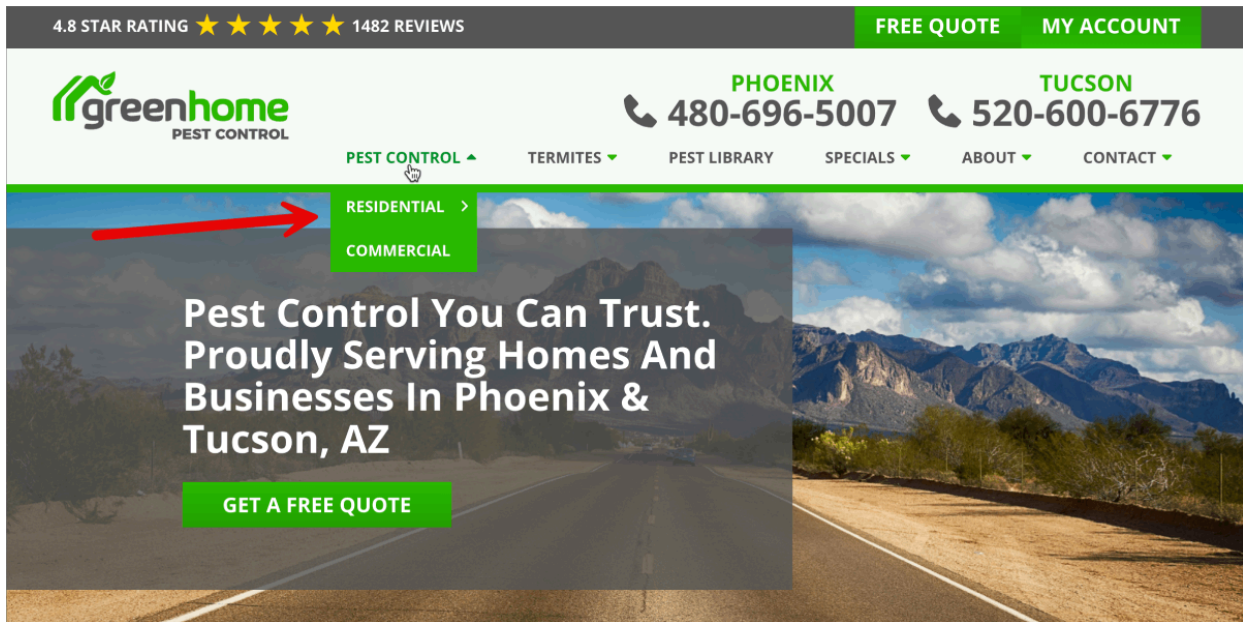 4.8 STAR RATING 1482 REVIEWS
FREE QUOTE MY ACCOUNT
greenhome
PEST CONTROL
PHOENIX
480-696-5007
TUCSON
520-600-6776
PEST CONTROL TERMITES PEST LIBRARY SPECIALS ABOUT CONTACT
RESIDENTIAL >
COMMERCIAL
Pest Control You Can Trust.
Proudly Serving Homes And
Businesses In Phoenix &
Tucson, AZ
GET A FREE QUOTE